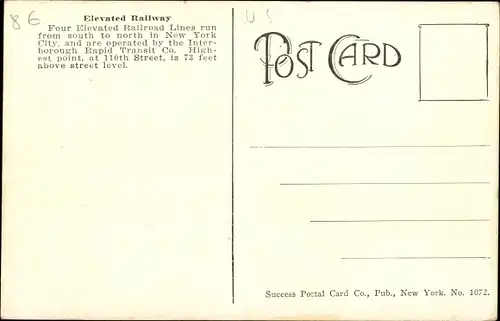 86
US
Elevated Railway
Four Elevated Railroad Lines run
from south to north in New York
City, and are operated by the Inter-
borough Rapid Transit Co. High-
est point, at 110th Street, is 73 feet
above street level.
POST CARD
Success Postal Card Co., Pub., New York. No. 1072.